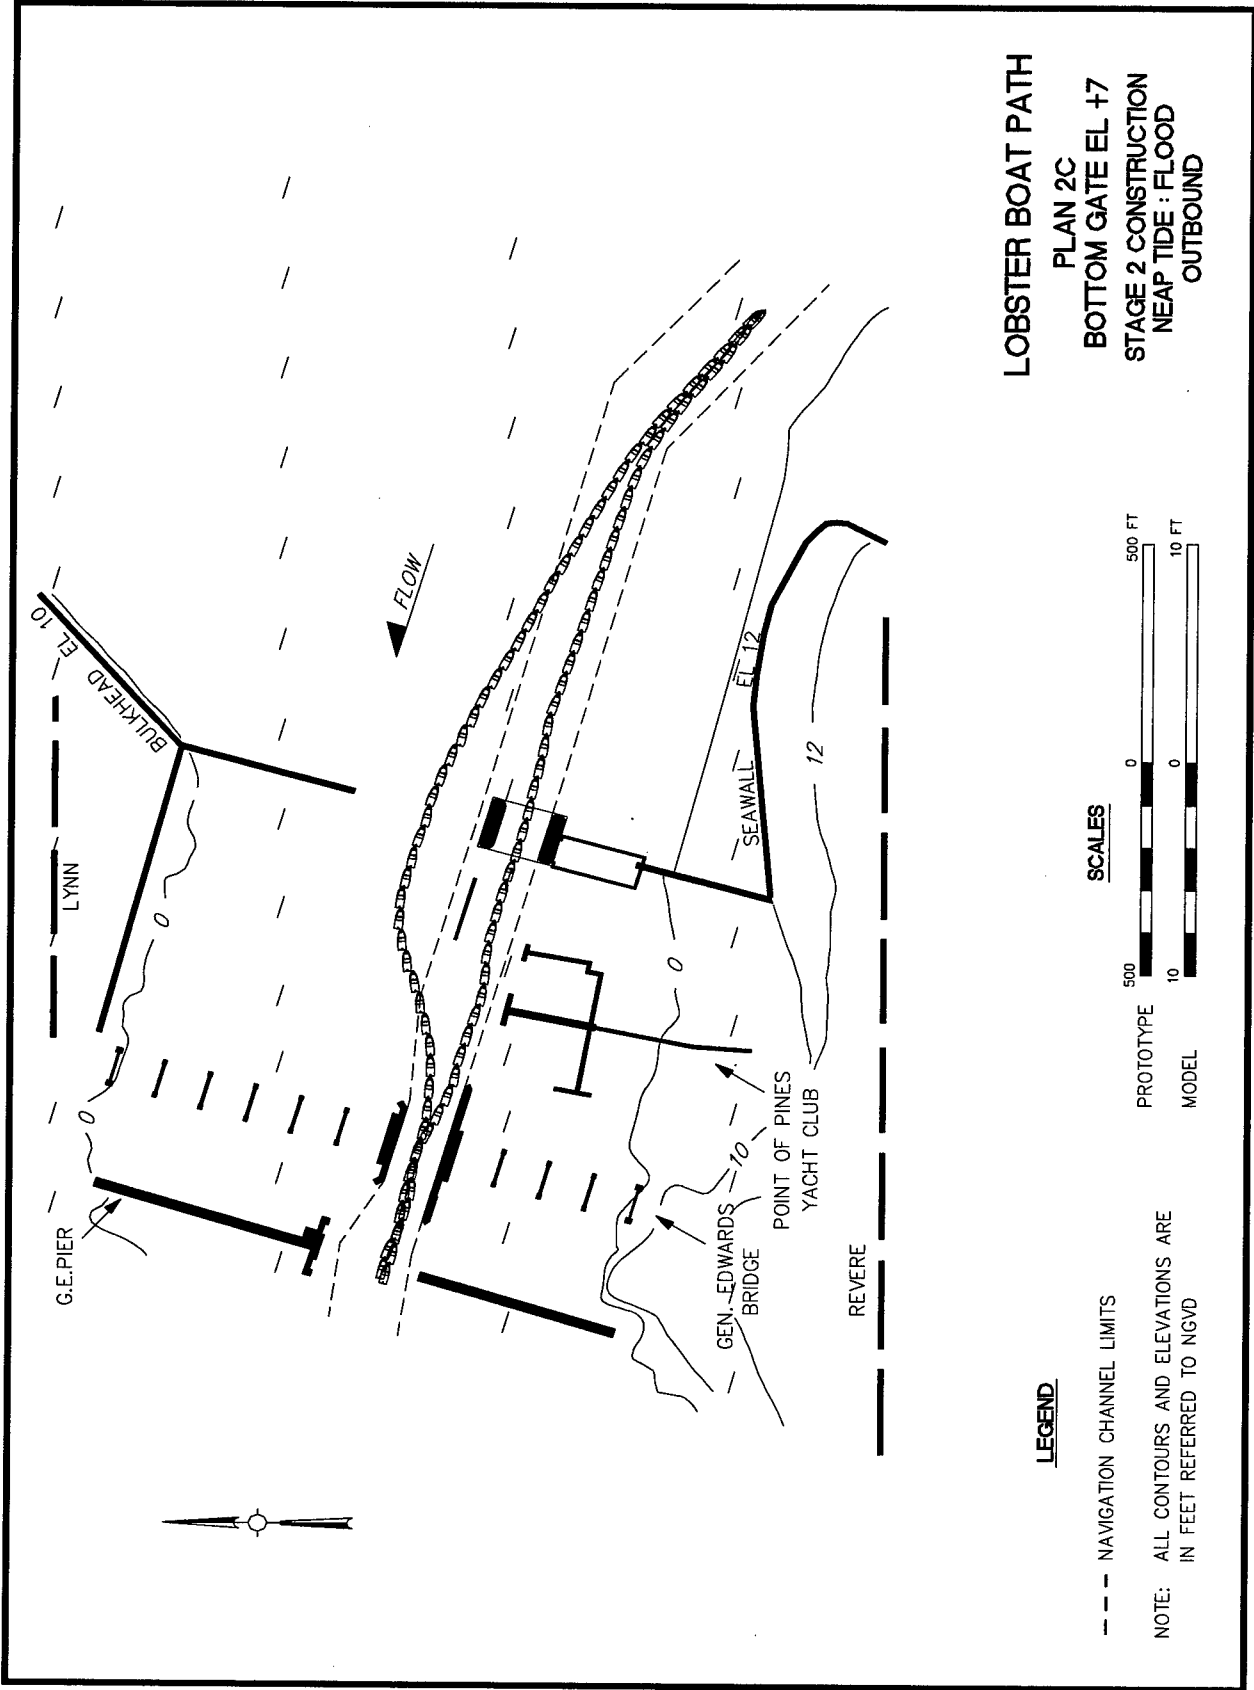 LYNN
BULKHEAD EL 10
FLOW
G.E.PIER
0
0
0
SEAWALL EL 12
12
10
POINT OF PINES
YACHT CLUB
GEN. EDWARDS
BRIDGE
REVERE
LEGEND
--- NAVIGATION CHANNEL LIMITS
NOTE: ALL CONTOURS AND ELEVATIONS ARE
IN FEET REFERRED TO NGVD
SCALES
PROTOTYPE 500 0 500 FT
MODEL 10 0 10 FT
LOBSTER BOAT PATH
PLAN 2C
BOTTOM GATE EL +7
STAGE 2 CONSTRUCTION
NEAP TIDE : FLOOD
OUTBOUND